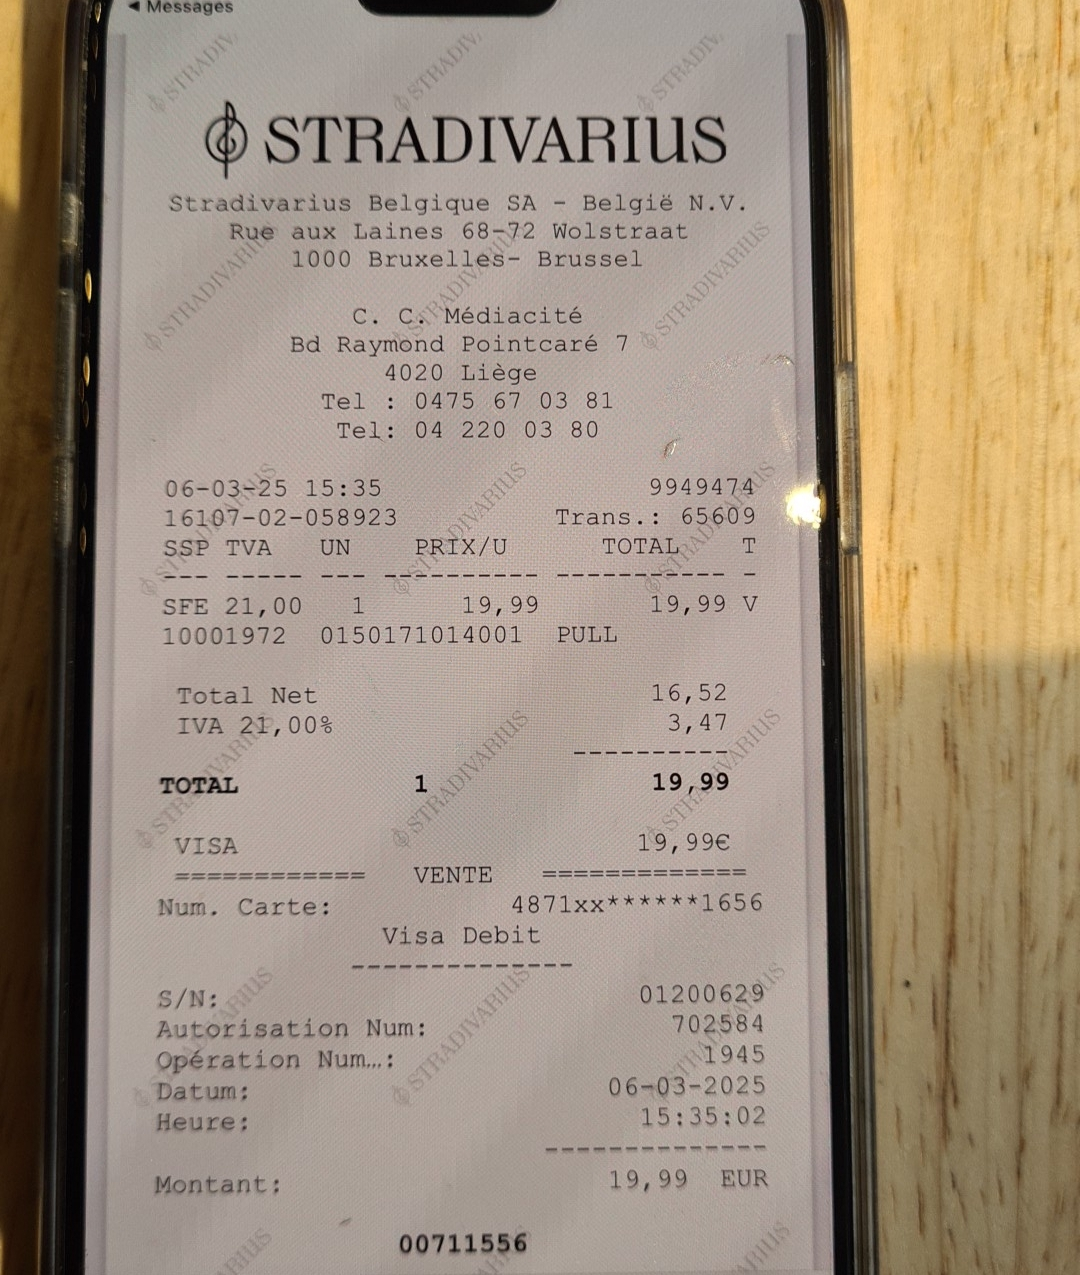 ◄ Messages
STRADIVARIUS
Stradivarius Belgique SA - België N.V.
Rue aux Laines 68-72 Wolstraat
1000 Bruxelles- Brussel
C. C. Médiacité
Bd Raymond Pointcaré 7
4020 Liège
Tel : 0475 67 03 81
Tel: 04 220 03 80
06-03-25 15:35 9949474
16107-02-058923 Trans.: 65609
SSP TVA UN PRIX/U TOTAL T
--- ----- --- ---------- ----------- -
SFE 21,00 1 19,99 19,99 V
10001972 0150171014001 PULL
Total Net 16,52
IVA 21,00% 3,47
----------
TOTAL 1 19,99
VISA 19,99€
============ VENTE =============
Num. Carte: 4871xx******1656
Visa Debit
--------------
S/N: 01200629
Autorisation Num: 702584
Opération Num…: 1945
Datum: 06-03-2025
Heure: 15:35:02
--------------
Montant: 19,99 EUR
00711556